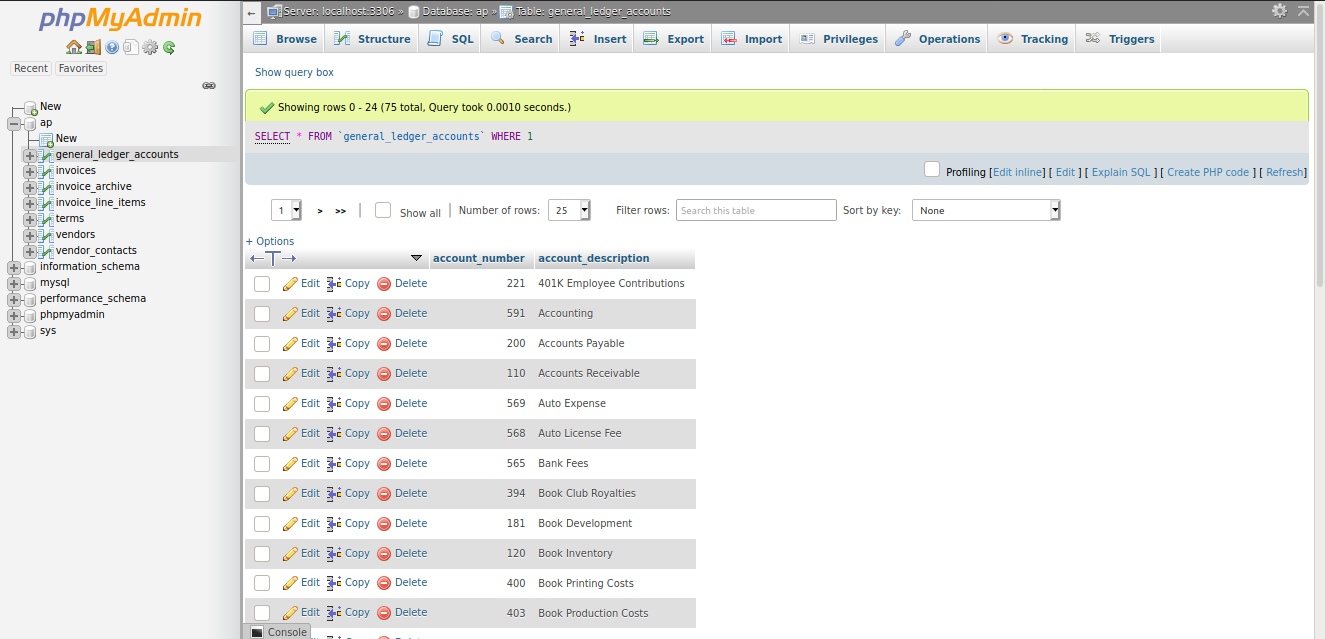 phpMyAdmin
Recent Favorites
New
ap
New
general_ledger_accounts
invoices
invoice_archive
invoice_line_items
terms
vendors
vendor_contacts
information_schema
mysql
performance_schema
phpmyadmin
sys
Server: localhost:3306 » Database: ap » Table: general_ledger_accounts
Browse Structure SQL Search Insert Export Import Privileges Operations Tracking Triggers
Show query box
Showing rows 0 - 24 (75 total, Query took 0.0010 seconds.)
SELECT * FROM `general_ledger_accounts` WHERE 1
Profiling [Edit inline] [ Edit ] [ Explain SQL ] [ Create PHP code ] [ Refresh]
1 > >> | Show all | Number of rows: 25 Filter rows: Search this table Sort by key: None
+ Options
←T→ account_number account_description
Edit Copy Delete 221 401K Employee Contributions
Edit Copy Delete 591 Accounting
Edit Copy Delete 200 Accounts Payable
Edit Copy Delete 110 Accounts Receivable
Edit Copy Delete 569 Auto Expense
Edit Copy Delete 568 Auto License Fee
Edit Copy Delete 565 Bank Fees
Edit Copy Delete 394 Book Club Royalties
Edit Copy Delete 181 Book Development
Edit Copy Delete 120 Book Inventory
Edit Copy Delete 400 Book Printing Costs
Edit Copy Delete 403 Book Production Costs
Console